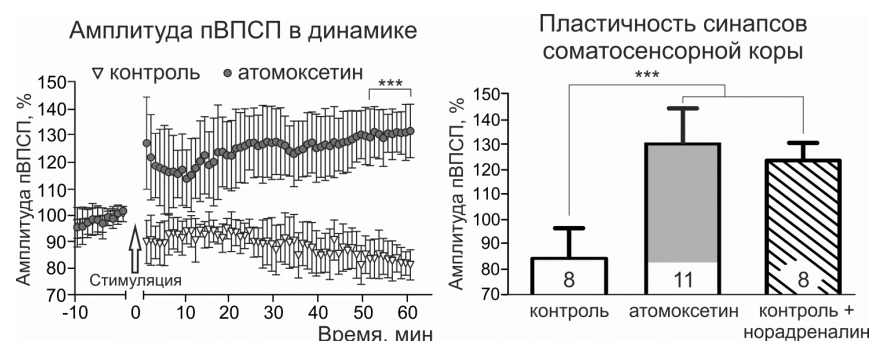 Амплитуда пВПСП в динамике
Амплитуда пВПСП, %
150
140
130
120
110
100
90
80
70
контроль
атомоксетин
***
Стимуляция
-10
0
10
20
30
40
50
60
Время, мин
Пластичность синапсов
соматосенсорной коры
Амплитуда пВПСП, %
150
140
130
120
110
100
90
80
70
***
8
11
8
контроль
атомоксетин
контроль +
норадреналин